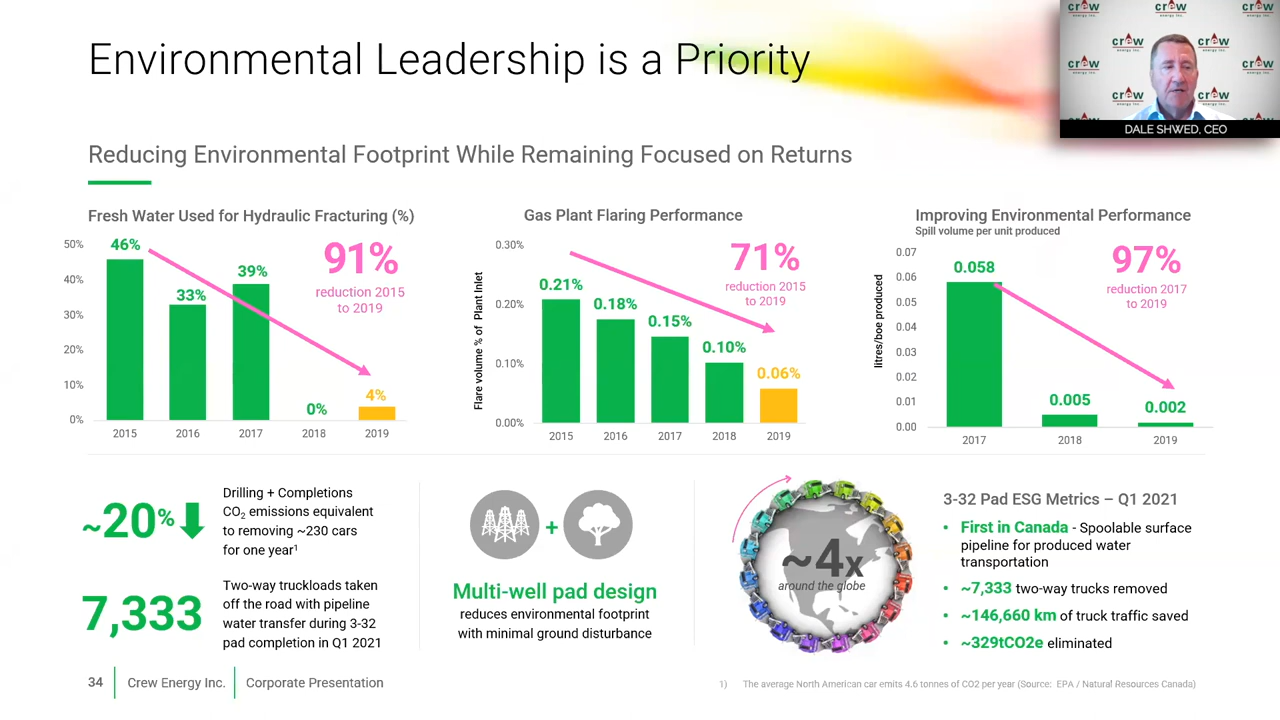 Environmental Leadership is a Priority
crew
energy inc.
DALE SHWED, CEO
Reducing Environmental Footprint While Remaining Focused on Returns
Fresh Water Used for Hydraulic Fracturing (%)
50%
40%
30%
20%
10%
0%
46%
33%
39%
0%
4%
2015
2016
2017
2018
2019
91%
reduction 2015
to 2019
Gas Plant Flaring Performance
Flare volume % of Plant Inlet
0.30%
0.20%
0.10%
0.00%
0.21%
0.18%
0.15%
0.10%
0.06%
2015
2016
2017
2018
2019
71%
reduction 2015
to 2019
Improving Environmental Performance
Spill volume per unit produced
litres/boe produced
0.07
0.06
0.05
0.04
0.03
0.02
0.01
0.00
0.058
0.005
0.002
2017
2018
2019
97%
reduction 2017
to 2019
~20%
Drilling + Completions
CO2 emissions equivalent
to removing ~230 cars
for one year¹
7,333
Two-way truckloads taken
off the road with pipeline
water transfer during 3-32
pad completion in Q1 2021
+
Multi-well pad design
reduces environmental footprint
with minimal ground disturbance
~4x
around the globe
3-32 Pad ESG Metrics – Q1 2021
• First in Canada - Spoolable surface
pipeline for produced water
transportation
• ~7,333 two-way trucks removed
• ~146,660 km of truck traffic saved
• ~329tCO2e eliminated
34
Crew Energy Inc.
Corporate Presentation
1) The average North American car emits 4.6 tonnes of CO2 per year (Source: EPA / Natural Resources Canada)